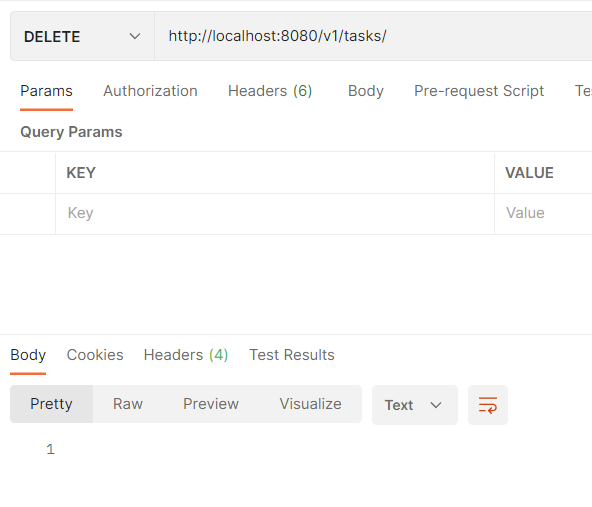 DELETE http://localhost:8080/v1/tasks/
Params Authorization Headers (6) Body Pre-request Script Te
Query Params
KEY VALUE
Key Value
Body Cookies Headers (4) Test Results
Pretty Raw Preview Visualize Text
1